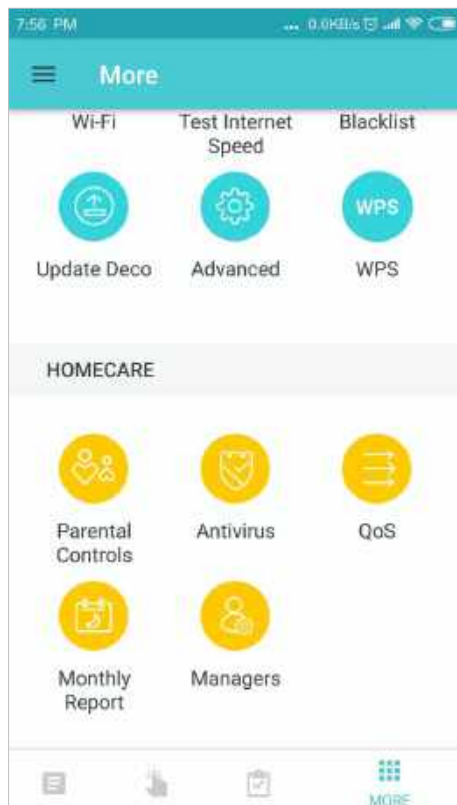 7:56 PM ... 0.0KB/s
More
Wi-Fi Test Internet Speed Blacklist
Update Deco Advanced WPS WPS
HOMECARE
Parental Controls Antivirus QoS
Monthly Report Managers
MORE